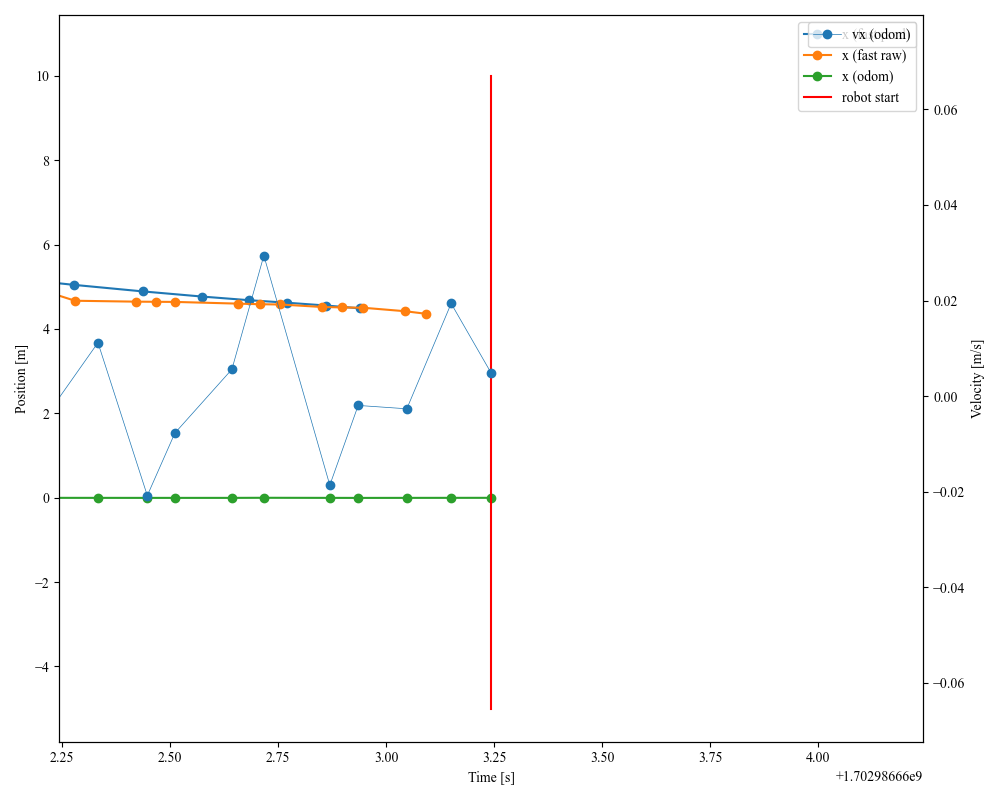 vx (odom)
x (fast raw)
x (odom)
robot start
10
8
6
4
2
0
−2
−4
Position [m]
0.06
0.04
0.02
0.00
−0.02
−0.04
−0.06
Velocity [m/s]
2.25 2.50 2.75 3.00 3.25 3.50 3.75 4.00
Time [s]
+1.70298666e9